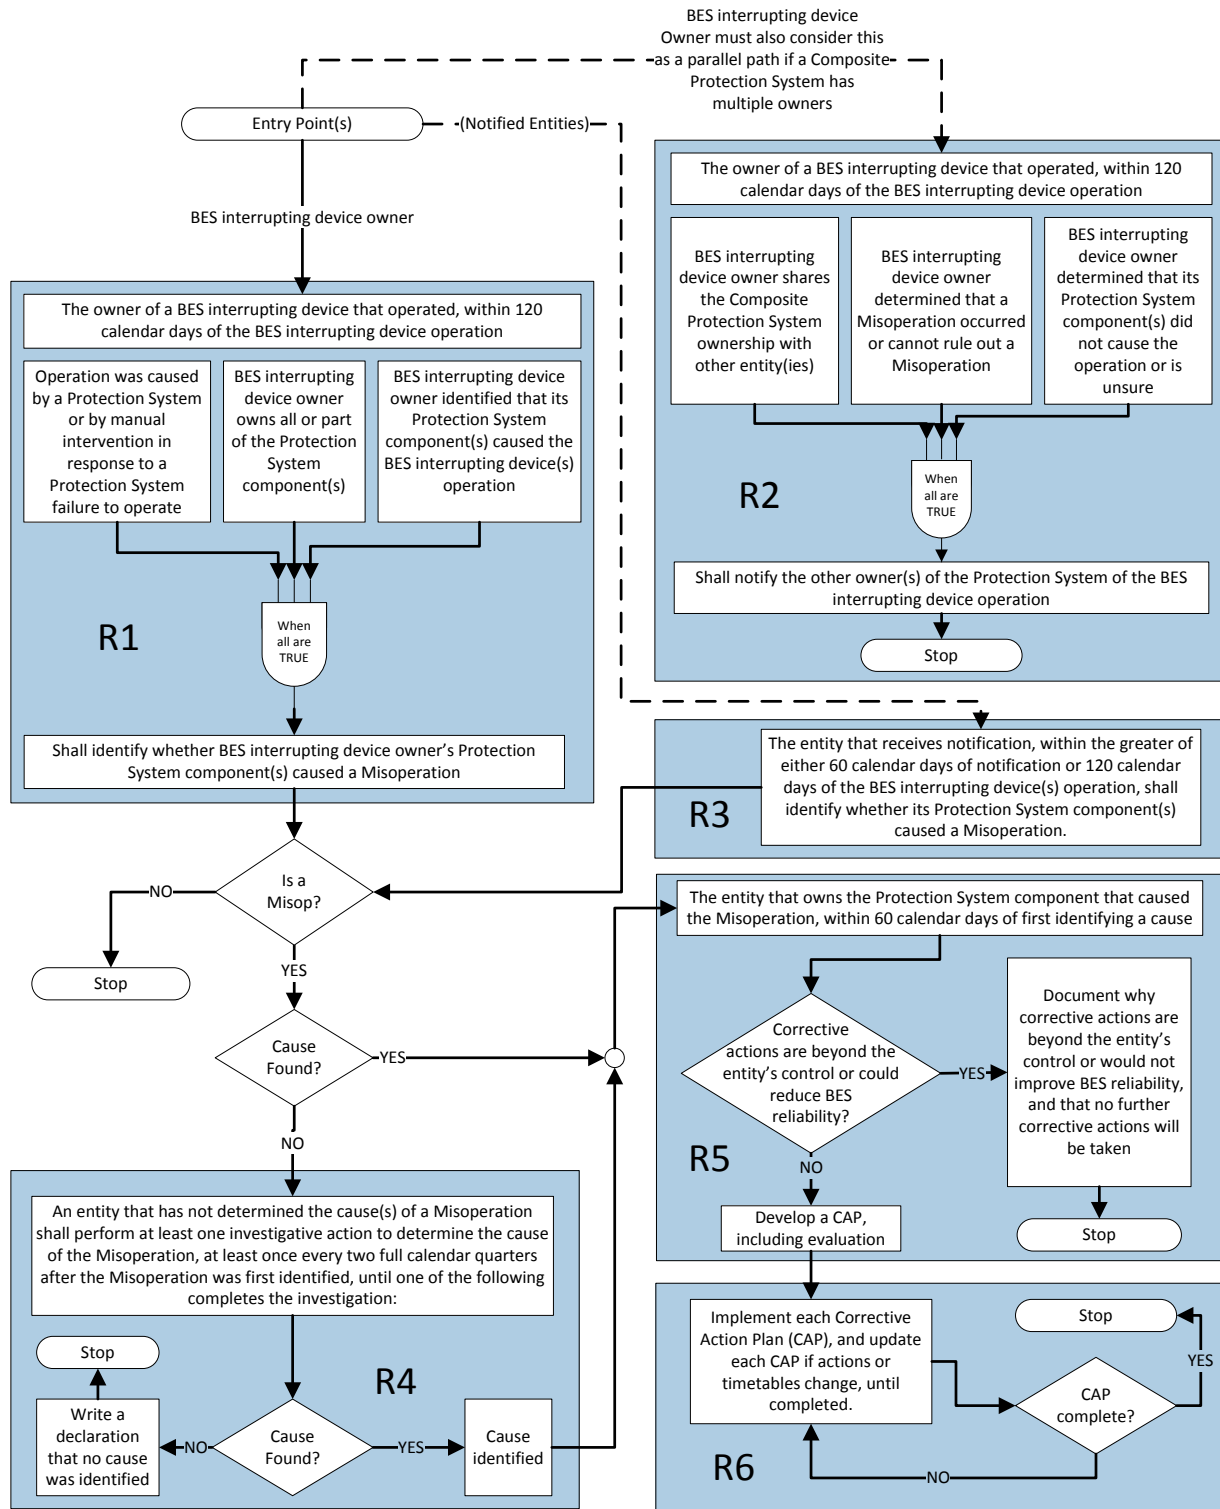 BES interrupting device
Owner must also consider this
as a parallel path if a Composite
Protection System has
multiple owners
Entry Point(s)
(Notified Entities)
BES interrupting device owner
The owner of a BES interrupting device that operated, within 120
calendar days of the BES interrupting device operation
BES interrupting
device owner shares
the Composite
Protection System
ownership with
other entity(ies)
BES interrupting
device owner
determined that a
Misoperation occurred
or cannot rule out a
Misoperation
BES interrupting
device owner
determined that its
Protection System
component(s) did
not cause the
operation or is
unsure
When
all are
TRUE
R2
Shall notify the other owner(s) of the Protection System of the BES
interrupting device operation
Stop
The owner of a BES interrupting device that operated, within 120
calendar days of the BES interrupting device operation
Operation was caused
by a Protection System
or by manual
intervention in
response to a
Protection System
failure to operate
BES interrupting
device owner
owns all or part
of the Protection
System
component(s)
BES interrupting device
owner identified that its
Protection System
component(s) caused the
BES interrupting device(s)
operation
When
all are
TRUE
R1
Shall identify whether BES interrupting device owner's Protection
System component(s) caused a Misoperation
The entity that receives notification, within the greater of
either 60 calendar days of notification or 120 calendar
days of the BES interrupting device(s) operation, shall
identify whether its Protection System component(s)
caused a Misoperation.
R3
Is a
Misop?
NO
Stop
YES
Cause
Found?
YES
NO
The entity that owns the Protection System component that caused
the Misoperation, within 60 calendar days of first identifying a cause
Corrective
actions are beyond the
entity's control or could
reduce BES
reliability?
YES
Document why
corrective actions are
beyond the entity's
control or would not
improve BES reliability,
and that no further
corrective actions will
be taken
R5
NO
Develop a CAP,
including evaluation
Stop
An entity that has not determined the cause(s) of a Misoperation
shall perform at least one investigative action to determine the cause
of the Misoperation, at least once every two full calendar quarters
after the Misoperation was first identified, until one of the following
completes the investigation:
Stop
R4
Write a
declaration
that no cause
was identified
NO
Cause
Found?
YES
Cause
identified
Implement each Corrective
Action Plan (CAP), and update
each CAP if actions or
timetables change, until
completed.
Stop
YES
CAP
complete?
NO
R6